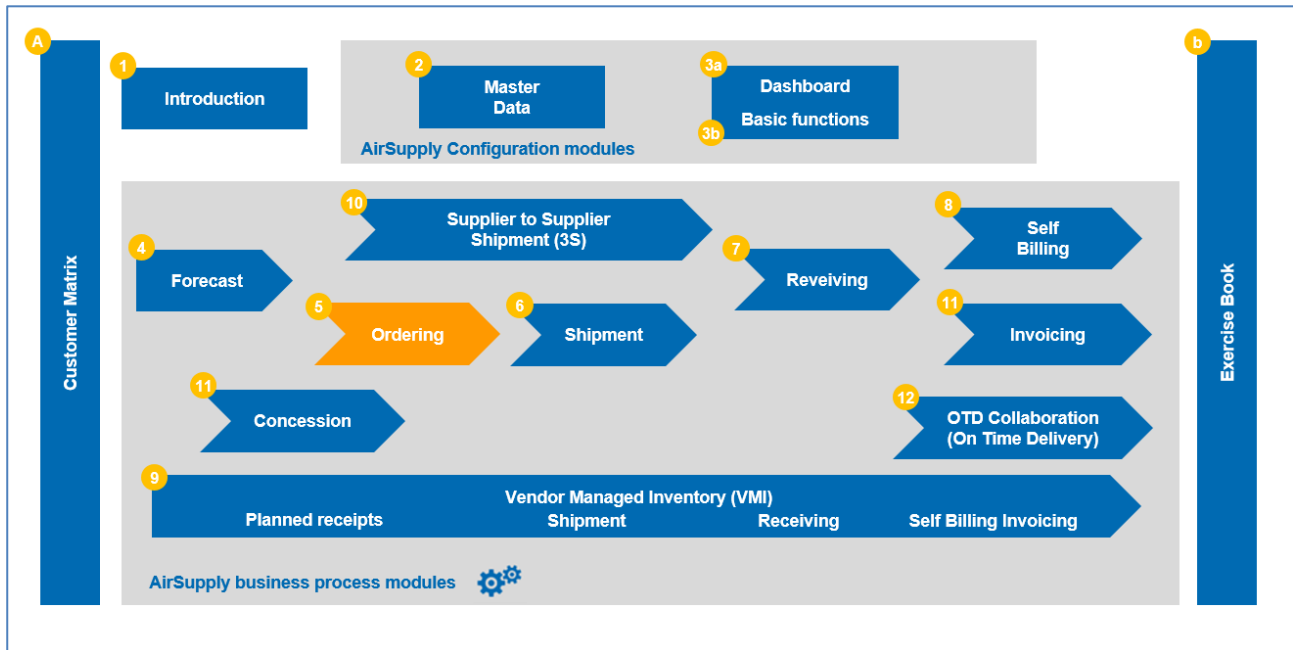 A
Customer Matrix
1
Introduction
2
Master
Data
3a
Dashboard
3b
Basic functions
AirSupply Configuration modules
b
Exercise Book
10
Supplier to Supplier
Shipment (3S)
8
Self
Billing
4
Forecast
7
Reveiving
5
Ordering
6
Shipment
11
Invoicing
11
Concession
12
OTD Collaboration
(On Time Delivery)
9
Vendor Managed Inventory (VMI)
Planned receipts Shipment Receiving Self Billing Invoicing
AirSupply business process modules